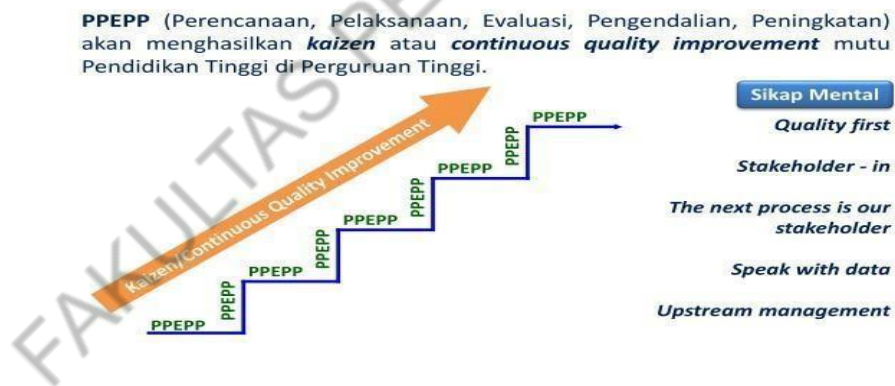 PPEPP (Perencanaan, Pelaksanaan, Evaluasi, Pengendalian, Peningkatan)
akan menghasilkan kaizen atau continuous quality improvement mutu
Pendidikan Tinggi di Perguruan Tinggi.
Sikap Mental
Quality first
Stakeholder - in
The next process is our
stakeholder
Speak with data
Upstream management
Kaizen/Continuous Quality Improvement
PPEPP
PPEPP
PPEPP
PPEPP
PPEPP
PPEPP
PPEPP
PPEPP
PPEPP
FAKULTAS